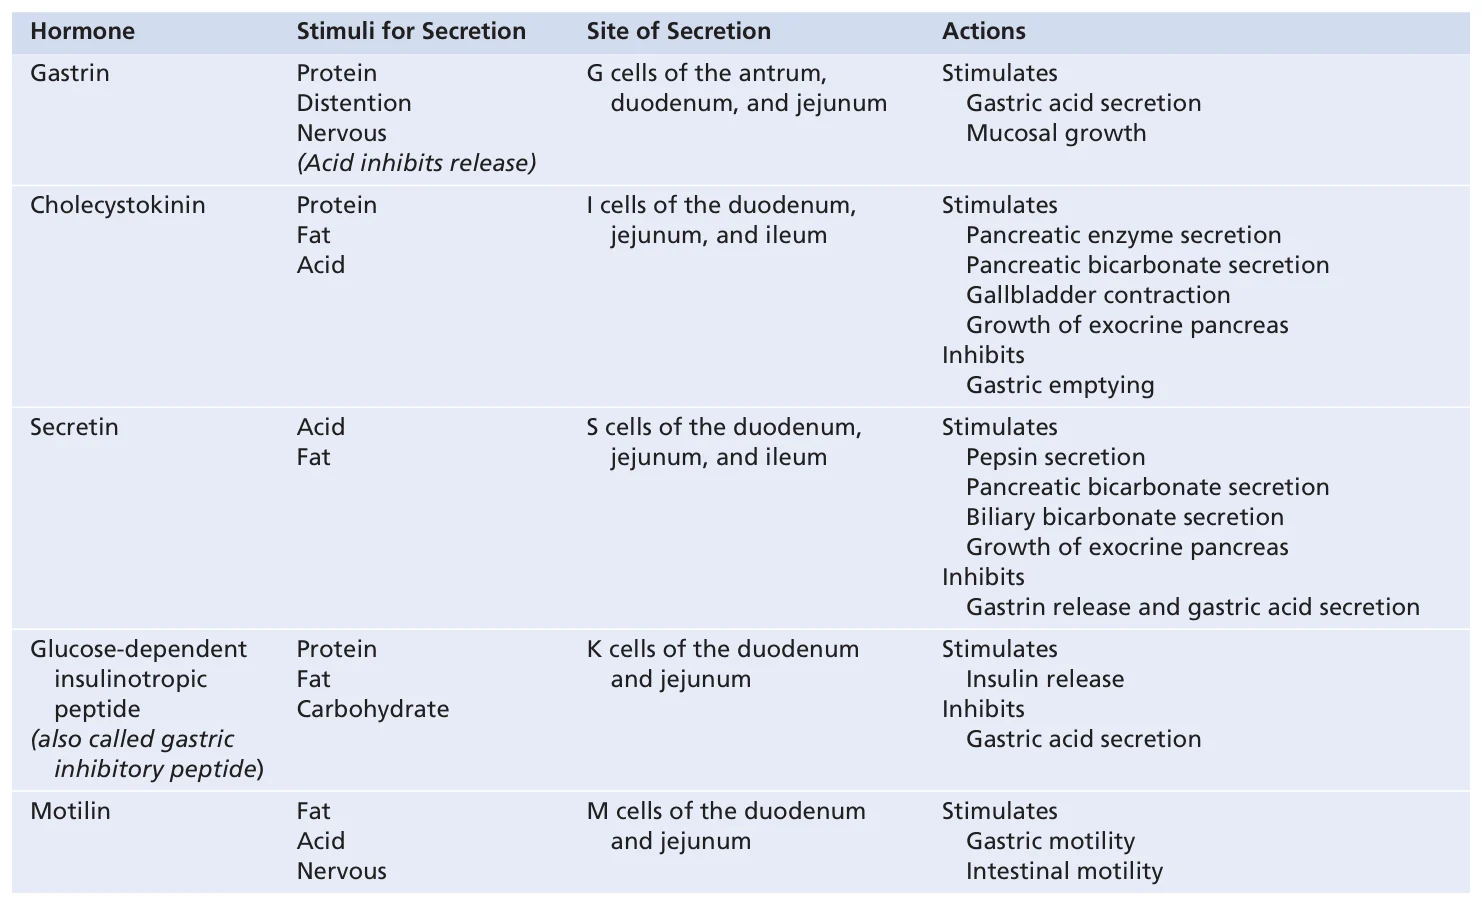 Hormone Stimuli for Secretion Site of Secretion Actions
Gastrin Protein G cells of the antrum, Stimulates
Distention duodenum, and jejunum Gastric acid secretion
Nervous Mucosal growth
(Acid inhibits release)
Cholecystokinin Protein I cells of the duodenum, Stimulates
Fat jejunum, and ileum Pancreatic enzyme secretion
Acid Pancreatic bicarbonate secretion
Gallbladder contraction
Growth of exocrine pancreas
Inhibits
Gastric emptying
Secretin Acid S cells of the duodenum, Stimulates
Fat jejunum, and ileum Pepsin secretion
Pancreatic bicarbonate secretion
Biliary bicarbonate secretion
Growth of exocrine pancreas
Inhibits
Gastrin release and gastric acid secretion
Glucose-dependent Protein K cells of the duodenum Stimulates
insulinotropic Fat and jejunum Insulin release
peptide Carbohydrate Inhibits
(also called gastric Gastric acid secretion
inhibitory peptide)
Motilin Fat M cells of the duodenum Stimulates
Acid and jejunum Gastric motility
Nervous Intestinal motility